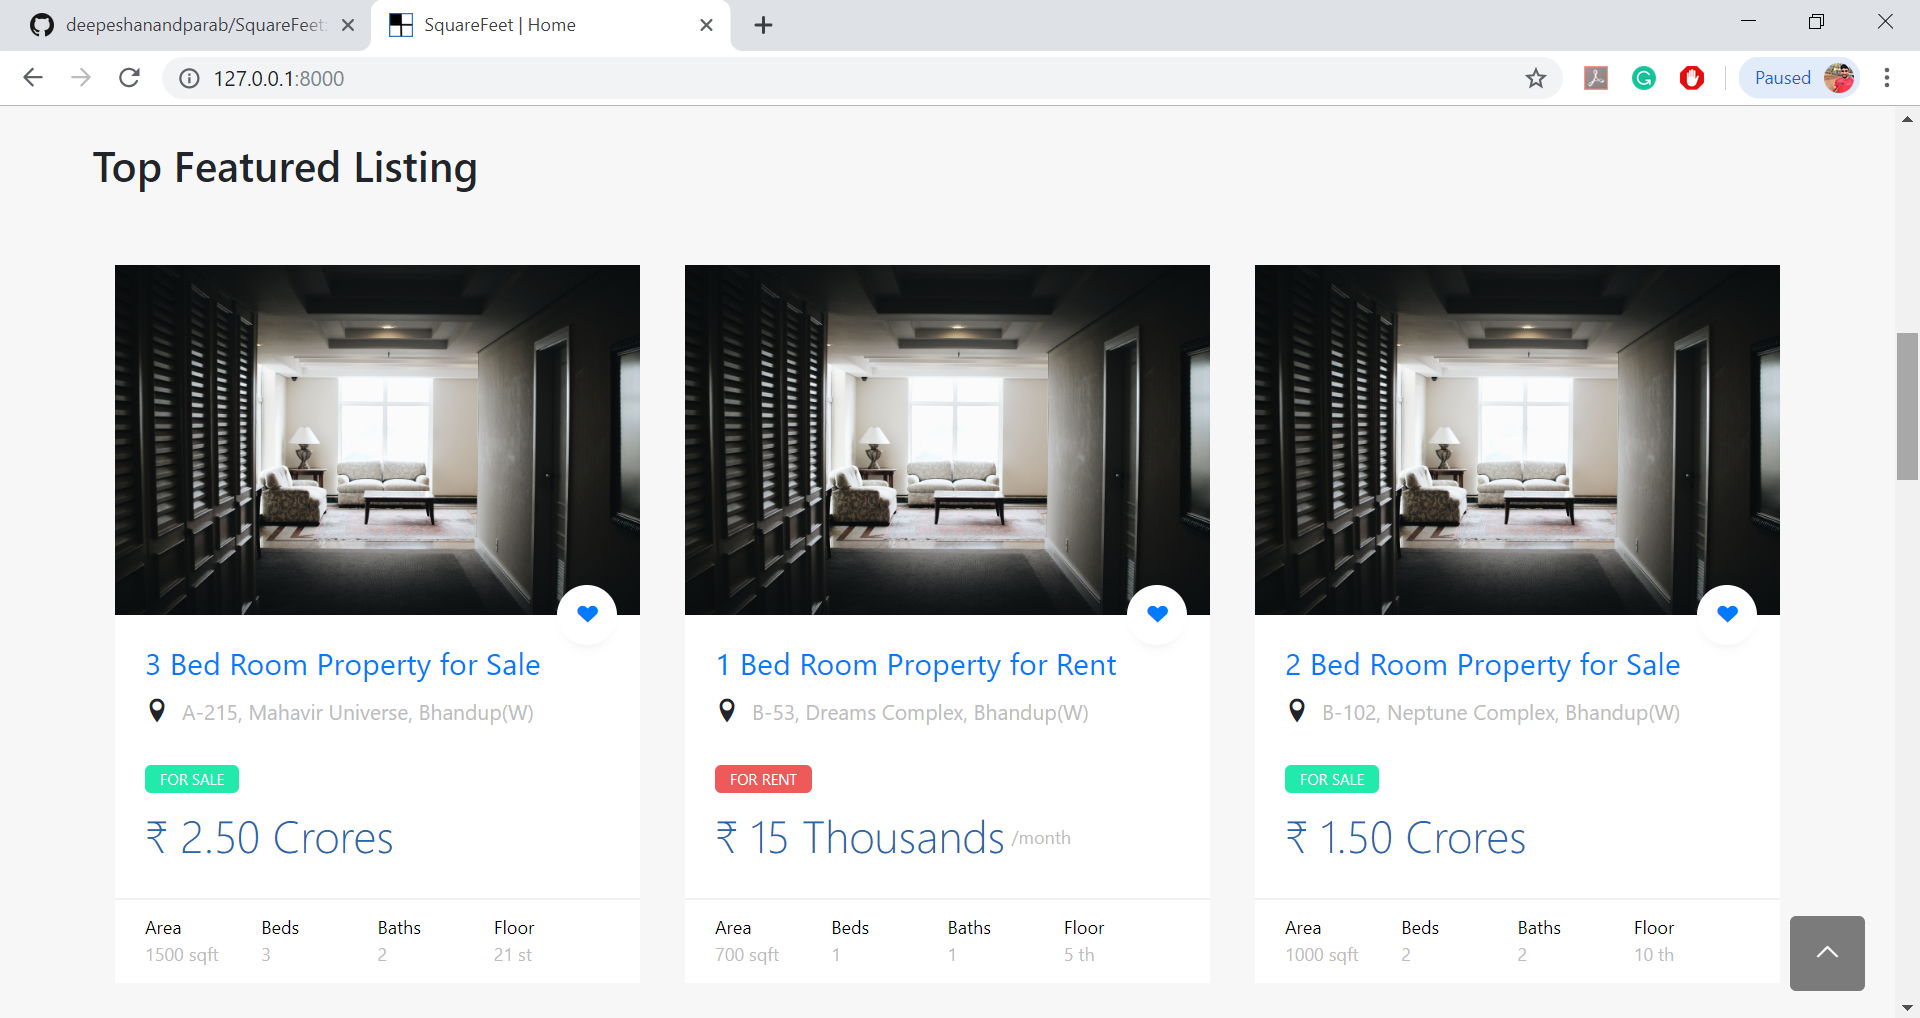 deepeshanandparab/SquareFeet:
SquareFeet | Home
127.0.0.1:8000
Paused
Top Featured Listing
3 Bed Room Property for Sale
A-215, Mahavir Universe, Bhandup(W)
FOR SALE
₹ 2.50 Crores
Area Beds Baths Floor
1500 sqft 3 2 21 st
1 Bed Room Property for Rent
B-53, Dreams Complex, Bhandup(W)
FOR RENT
₹ 15 Thousands /month
Area Beds Baths Floor
700 sqft 1 1 5 th
2 Bed Room Property for Sale
B-102, Neptune Complex, Bhandup(W)
FOR SALE
₹ 1.50 Crores
Area Beds Baths Floor
1000 sqft 2 2 10 th